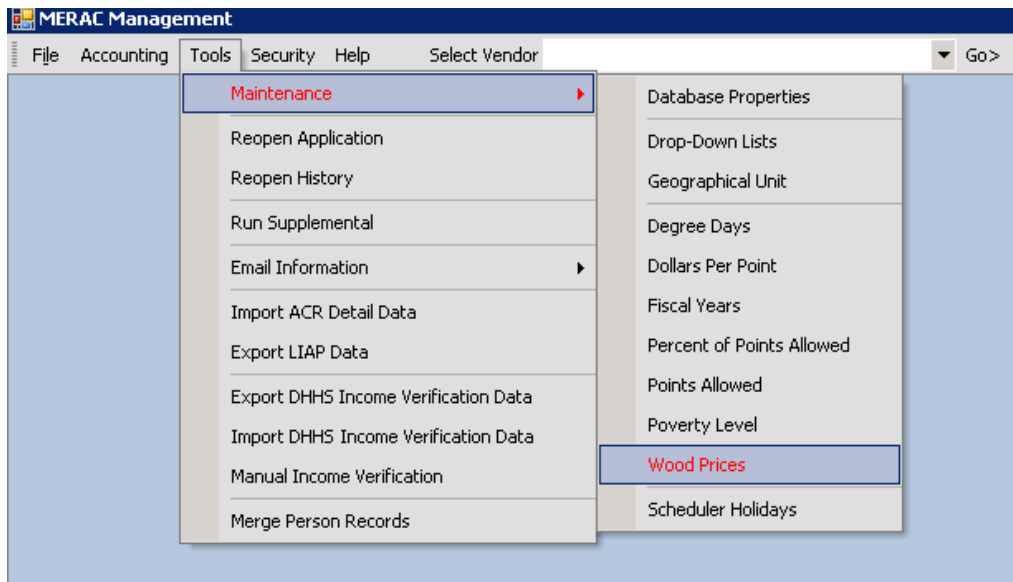 MERAC Management
File Accounting Tools Security Help Select Vendor Go>
Maintenance
Reopen Application
Reopen History
Run Supplemental
Email Information
Import ACR Detail Data
Export LIAP Data
Export DHHS Income Verification Data
Import DHHS Income Verification Data
Manual Income Verification
Merge Person Records
Database Properties
Drop-Down Lists
Geographical Unit
Degree Days
Dollars Per Point
Fiscal Years
Percent of Points Allowed
Points Allowed
Poverty Level
Wood Prices
Scheduler Holidays